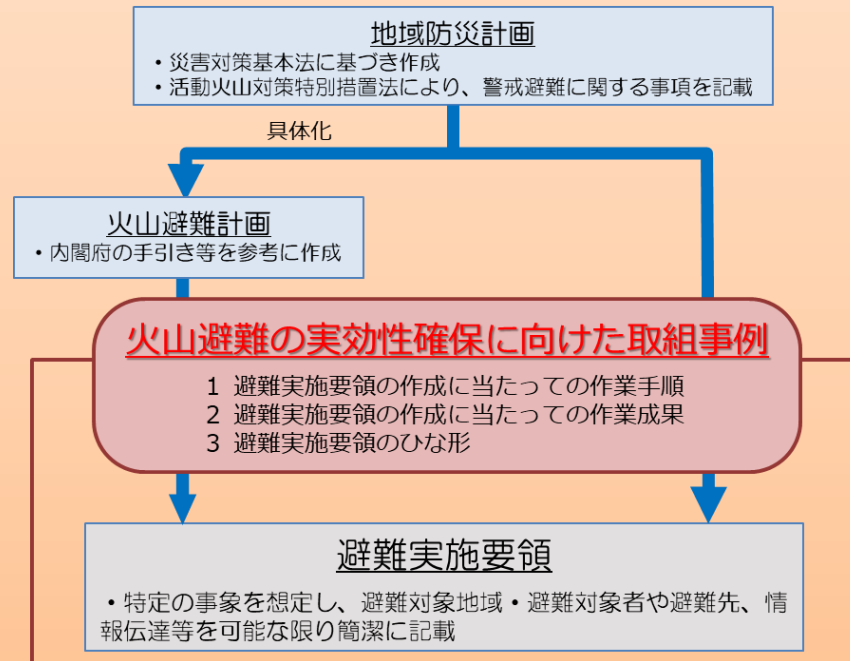 地域防災計画
・災害対策基本法に基づき作成
・活動火山対策特別措置法により、警戒避難に関する事項を記載
具体化
火山避難計画
・内閣府の手引き等を参考に作成
火山避難の実効性確保に向けた取組事例
1 避難実施要領の作成に当たっての作業手順
2 避難実施要領の作成に当たっての作業成果
3 避難実施要領のひな形
避難実施要領
・特定の事象を想定し、避難対象地域・避難対象者や避難先、情
報伝達等を可能な限り簡潔に記載